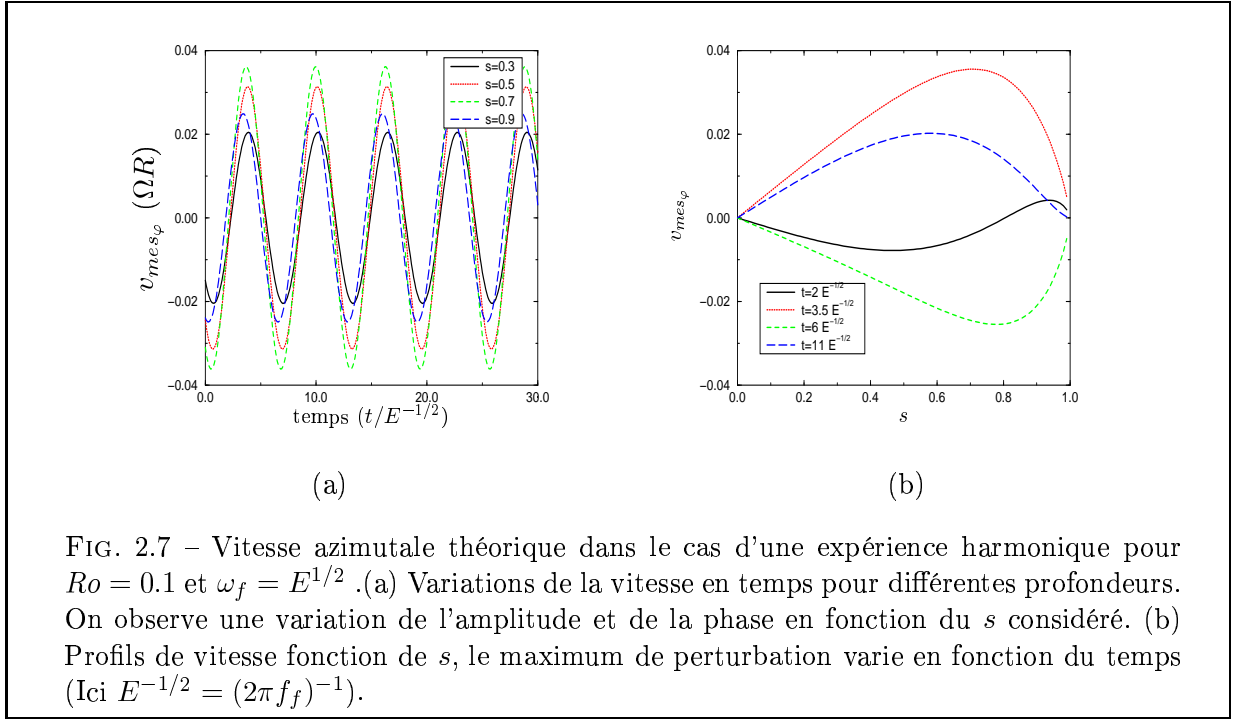 0.04
0.02
0.00
−0.02
−0.04
v_{mes_φ} (ΩR)
s=0.3
s=0.5
s=0.7
s=0.9
0.0 10.0 20.0 30.0
temps (t/E^{−1/2})
(a)
0.04
0.02
0.00
−0.02
−0.04
v_{mes_φ}
t=2 E^{−1/2}
t=3.5 E^{−1/2}
t=6 E^{−1/2}
t=11 E^{−1/2}
0.0 0.2 0.4 0.6 0.8 1.0
s
(b)
FIG. 2.7 – Vitesse azimutale théorique dans le cas d'une expérience harmonique pour
Ro = 0.1 et ω_f = E^{1/2} .(a) Variations de la vitesse en temps pour différentes profondeurs.
On observe une variation de l'amplitude et de la phase en fonction du s considéré. (b)
Profils de vitesse fonction de s, le maximum de perturbation varie en fonction du temps
(Ici E^{−1/2} = (2πf_f)^{−1}).